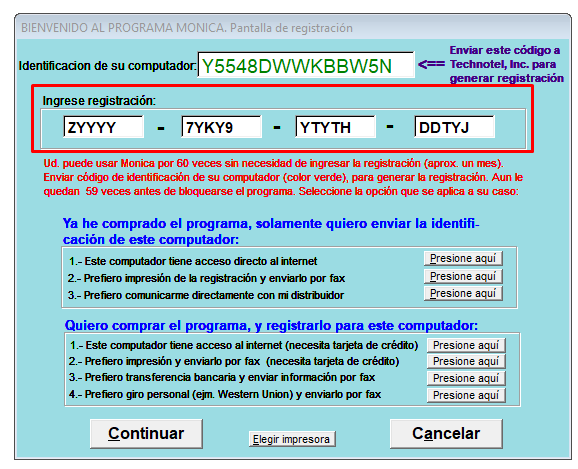 BIENVENIDO AL PROGRAMA MONICA. Pantalla de registración
Identificacion de su computador: Y5548DWWKBBW5N <== Enviar este código a
Technotel, Inc. para
generar registración
Ingrese registración:
ZYYYY - 7YKY9 - YTYTH - DDTYJ
Ud. puede usar Monica por 60 veces sin necesidad de ingresar la registración (aprox. un mes).
Enviar código de identificación de su computador (color verde), para generar la registración. Aun le
quedan 59 veces antes de bloquearse el programa. Seleccione la opción que se aplica a su caso:
Ya he comprado el programa, solamente quiero enviar la identifi-
cación de este computador:
1.- Este computador tiene acceso directo al internet Presione aquí
2.- Prefiero impresión de la registración y enviarlo por fax Presione aquí
3.- Prefiero comunicarme directamente con mi distribuidor Presione aquí
Quiero comprar el programa, y registrarlo para este computador:
1.- Este computador tiene acceso al internet (necesita tarjeta de crédito) Presione aquí
2.- Prefiero impresión y enviarlo por fax (necesita tarjeta de crédito) Presione aquí
3.- Prefiero transferencia bancaria y enviar información por fax Presione aquí
4.- Prefiero giro personal (ejm. Western Union) y enviarlo por fax Presione aquí
Continuar Elegir impresora Cancelar